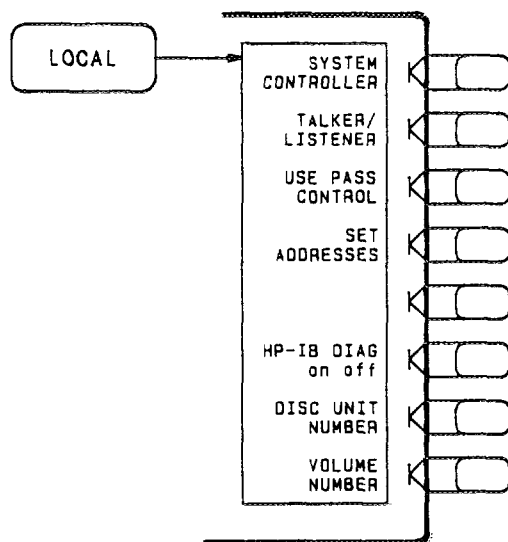 LOCAL
SYSTEM
CONTROLLER
TALKER/
LISTENER
USE PASS
CONTROL
SET
ADDRESSES
HP-IB DIAG
on off
DISC UNIT
NUMBER
VOLUME
NUMBER